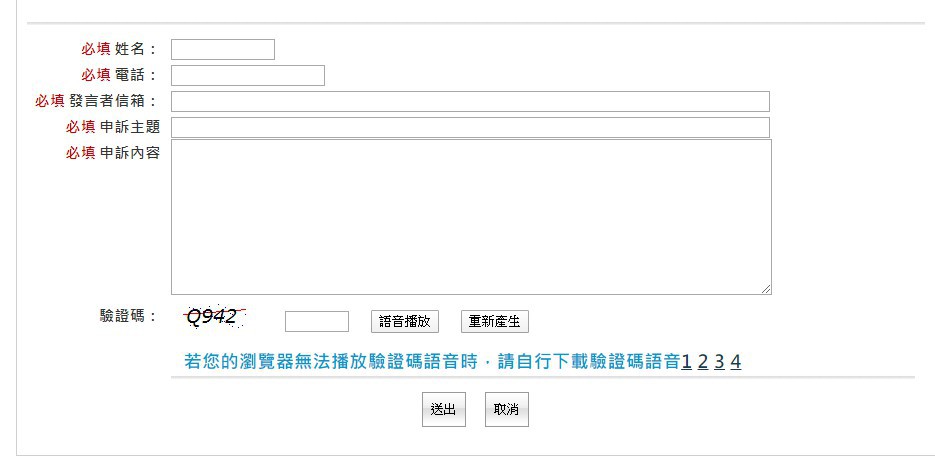 必填 姓名：
必填 電話：
必填 發言者信箱：
必填 申訴主題
必填 申訴內容
驗證碼： Q942 語音播放 重新產生
若您的瀏覽器無法播放驗證碼語音時，請自行下載驗證碼語音1 2 3 4
送出 取消